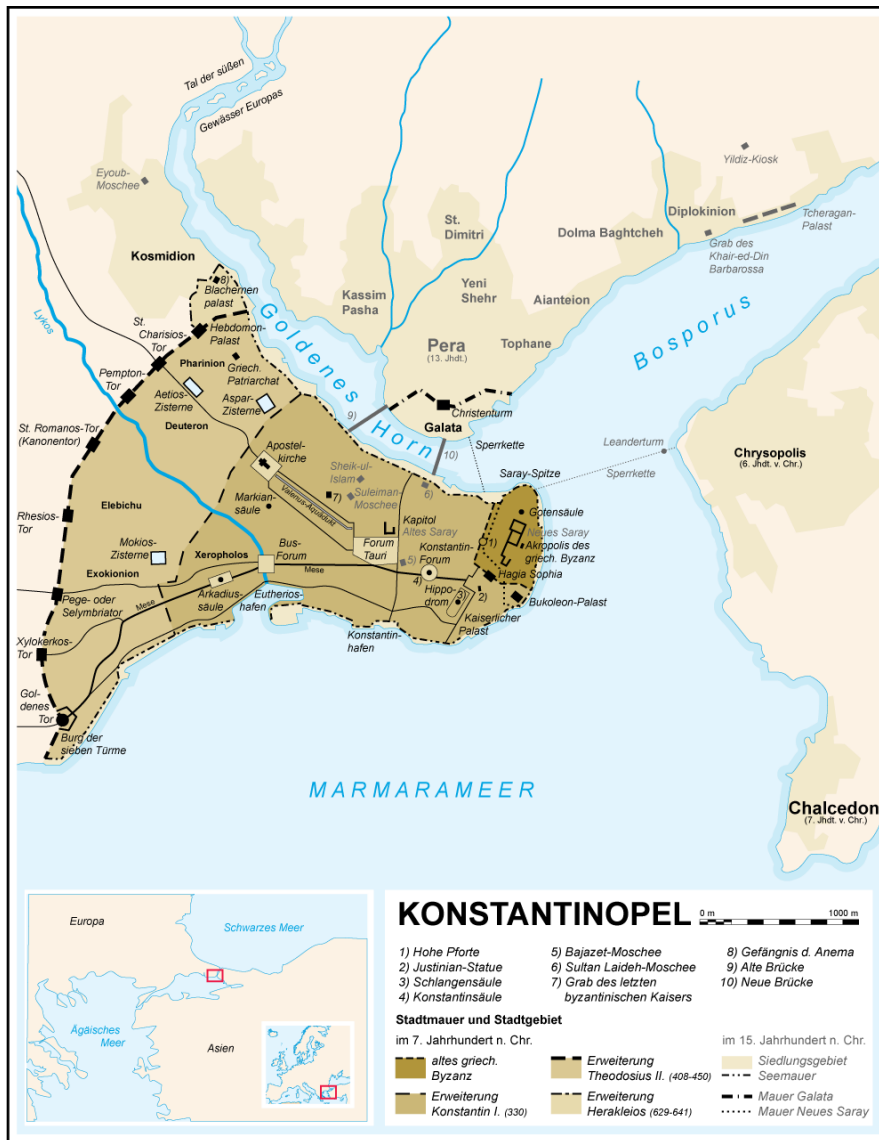 Tal der süßen
Gewässer Europas
Eyoub-
Moschee
Yildiz-Kiosk
Diplokinion
Tcheragan-
Palast
St.
Dimitri
Dolma Baghtcheh
Grab des
Khair-ed-Din
Barbarossa
Kosmidion
8)
Blachernen
palast
Lykos
Goldenes
Horn
Kassim
Pasha
Yeni
Shehr
Aianteion
Bosporus
St.
Charisios-
Tor
Hebdomon-
Palast
Pera
(13. Jhdt.)
Tophane
Pharinion
Griech.
Patriarchat
Pempton-
Tor
Aetios-
Zisterne
Aspar-
Zisterne
9)
Christenturm
Galata
St. Romanos-Tor
(Kanonentor)
Deuteron
10)
Sperrkette
Leanderturm
Sperrkette
Chrysopolis
(6. Jhdt. v. Chr.)
Apostel-
kirche
Sheik-ul-
Islam
Saray-Spitze
7)
Suleiman-
Moschee
6)
Valenus-Aquädukt
Markian-
säule
Elebichu
Gotensäule
Rhesios-
Tor
Kapitol
Altes Saray
Neues Saray
Akropolis des
griech. Byzanz
Mokios-
Zisterne
Xeropholos
Bus-
Forum
Forum
Tauri
Konstantin-
Forum
1)
Exokionion
Mese
5)
4)
Hagia Sophia
Pege- oder
Selymbriator
Mese
Arkadius-
säule
Eutherios-
hafen
Hippo-
drom
3)
2)
Bukoleon-Palast
Kaiserlicher
Palast
Konstantin-
hafen
Xylokerkos-
Tor
Gol-
denes
Tor
Burg der
sieben Türme
MARMARAMEER
Chalcedon
(7. Jhdt. v. Chr.)
Europa
Schwarzes Meer
Ägäisches
Meer
Asien
KONSTANTINOPEL
0 m 1000 m
1) Hohe Pforte
2) Justinian-Statue
3) Schlangensäule
4) Konstantinsäule
5) Bajazet-Moschee
6) Sultan Laideh-Moschee
7) Grab des letzten
byzantinischen Kaisers
8) Gefängnis d. Anema
9) Alte Brücke
10) Neue Brücke
Stadtmauer und Stadtgebiet
im 7. Jahrhundert n. Chr.
altes griech.
Byzanz
Erweiterung
Konstantin I. (330)
Erweiterung
Theodosius II. (408-450)
Erweiterung
Herakleios (629-641)
im 15. Jahrhundert n. Chr.
Siedlungsgebiet
Seemauer
Mauer Galata
Mauer Neues Saray